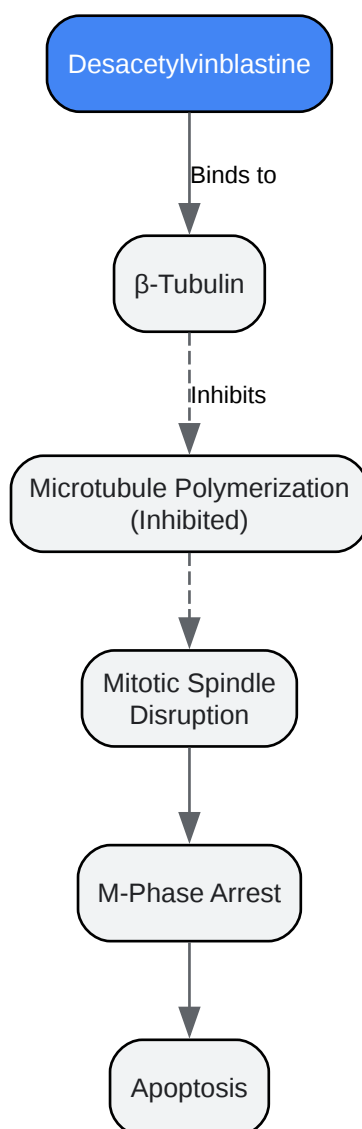 Desacetylvinblastine
Binds to
β-Tubulin
Inhibits
Microtubule Polymerization
(Inhibited)
Mitotic Spindle
Disruption
M-Phase Arrest
Apoptosis